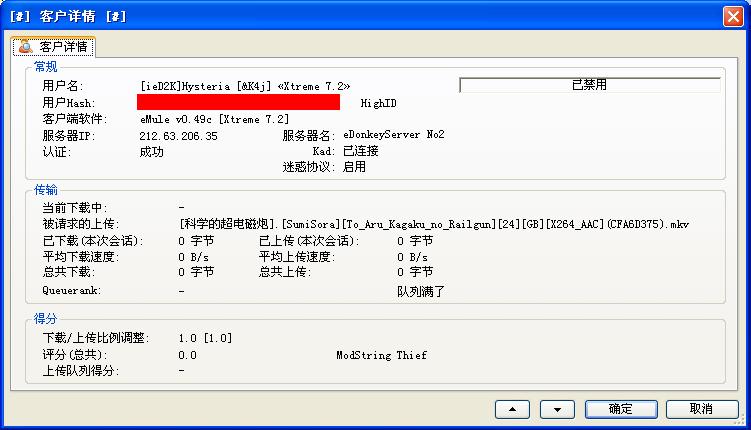 [#] 客户详情 [#]
客户详情
常规
用户名: [ieD2K]Hysteria [&K4j] «Xtreme 7.2» 已禁用
用户Hash: HighID
客户端软件: eMule v0.49c [Xtreme 7.2]
服务器IP: 212.63.206.35 服务器名: eDonkeyServer No2
认证: 成功 Kad: 已连接
迷惑协议: 启用
传输
当前下载中: -
被请求的上传: [科学的超电磁炮].[SumiSora][To_Aru_Kagaku_no_Railgun][24][GB][X264_AAC](CFA6D375).mkv
已下载(本次会话): 0 字节 已上传(本次会话): 0 字节
平均下载速度: 0 B/s 平均上传速度: 0 B/s
总共下载: 0 字节 总共上传: 0 字节
Queuerank: - 队列满了
得分
下载/上传比例调整: 1.0 [1.0]
评分(总共): 0.0 ModString Thief
上传队列得分: -
确定 取消